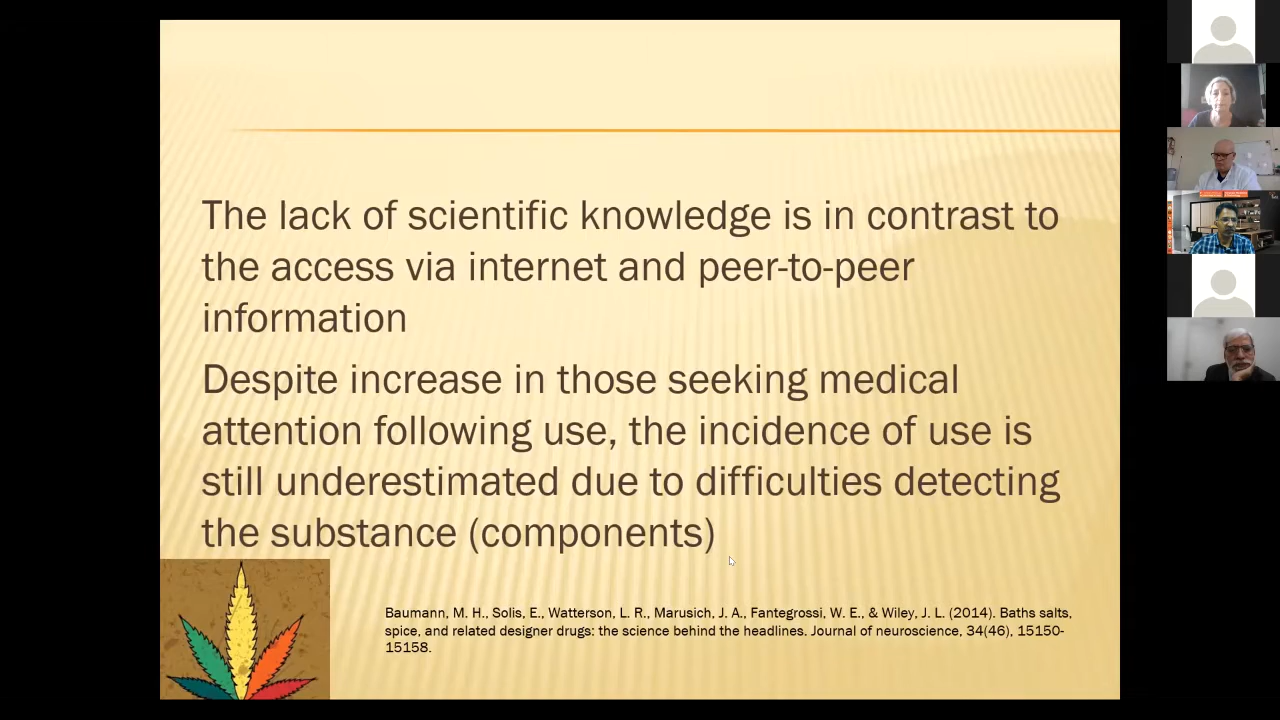 The lack of scientific knowledge is in contrast to
the access via internet and peer-to-peer
information
Despite increase in those seeking medical
attention following use, the incidence of use is
still underestimated due to difficulties detecting
the substance (components)
Baumann, M. H., Solis, E., Watterson, L. R., Marusich, J. A., Fantegrossi, W. E., & Wiley, J. L. (2014). Baths salts,
spice, and related designer drugs: the science behind the headlines. Journal of neuroscience, 34(46), 15150-
15158.